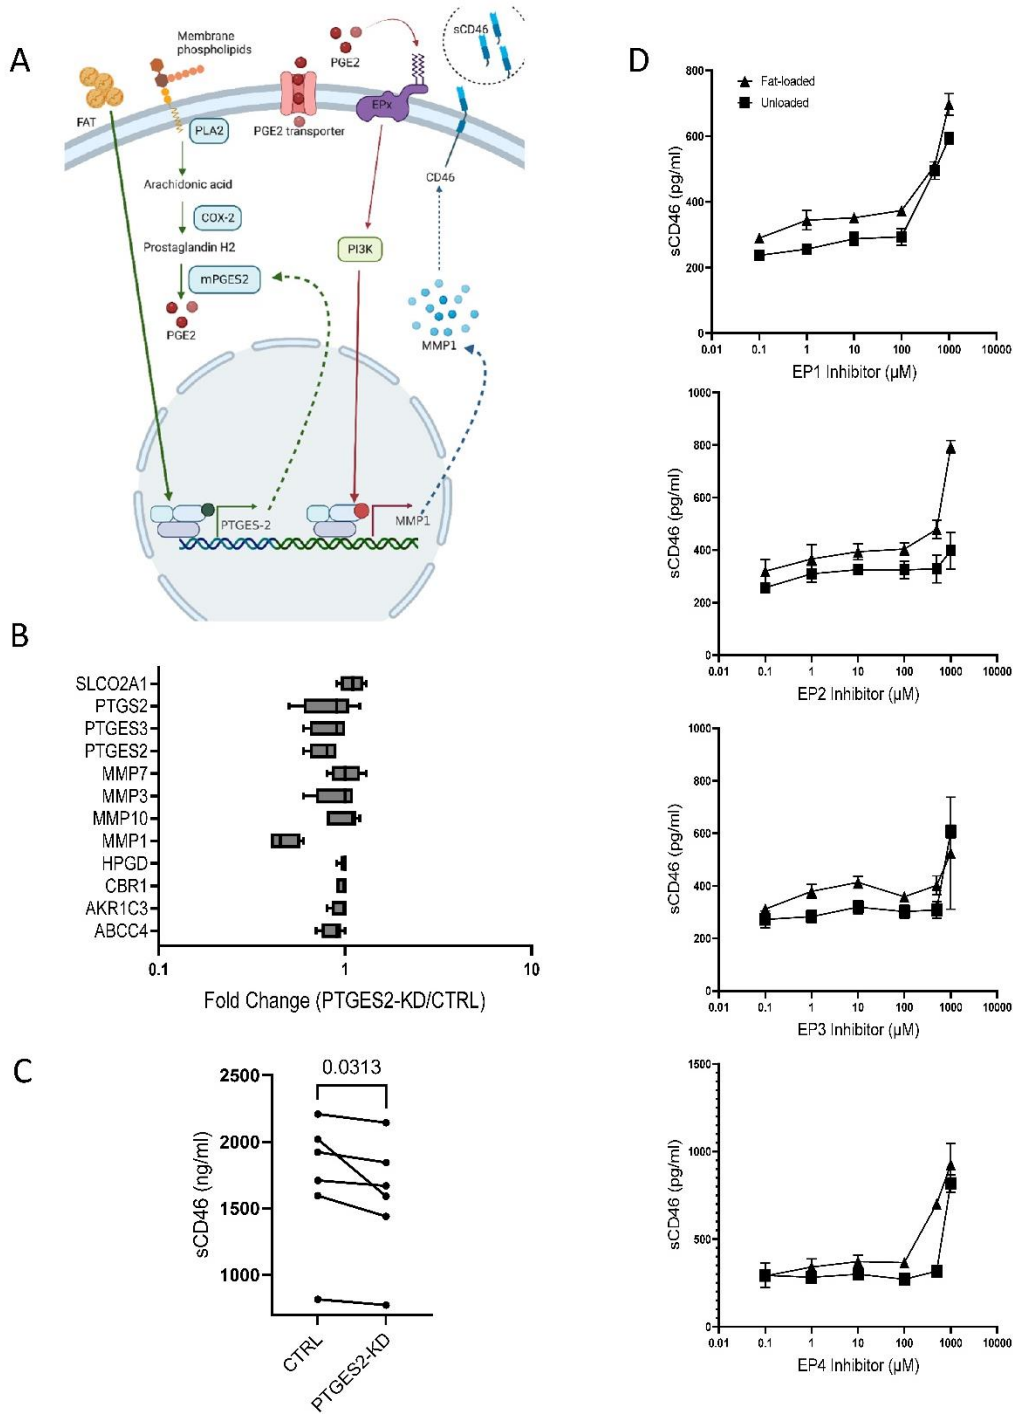 A
Membrane
phospholipids
PGE2
sCD46
FAT
PLA2
PGE2 transporter
EPx
CD46
Arachidonic acid
COX-2
Prostaglandin H2
PI3K
mPGES2
PGE2
MMP1
PTGES-2
MMP1
B
SLCO2A1
PTGS2
PTGES3
PTGES2
MMP7
MMP3
MMP10
MMP1
HPGD
CBR1
AKR1C3
ABCC4
0.1 1 10
Fold Change (PTGES2-KD/CTRL)
C
0.0313
2500
2000
1500
1000
sCD46 (ng/ml)
CTRL
PTGES2-KD
D
Fat-loaded
Unloaded
800
600
400
200
0
sCD46 (pg/ml)
0.01 0.1 1 10 100 1000 10000
EP1 Inhibitor (µM)
1000
800
600
400
200
0
sCD46 (pg/ml)
0.01 0.1 1 10 100 1000 10000
EP2 Inhibitor (µM)
1000
800
600
400
200
0
sCD46 (pg/ml)
0.01 0.1 1 10 100 1000 10000
EP3 Inhibitor (µM)
1500
1000
500
0
sCD46 (pg/ml)
0.01 0.1 1 10 100 1000 10000
EP4 Inhibitor (µM)